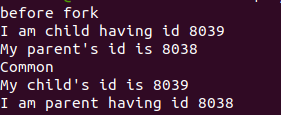 before fork
I am child having id 8039
My parent's id is 8038
Common
My child's id is 8039
I am parent having id 8038